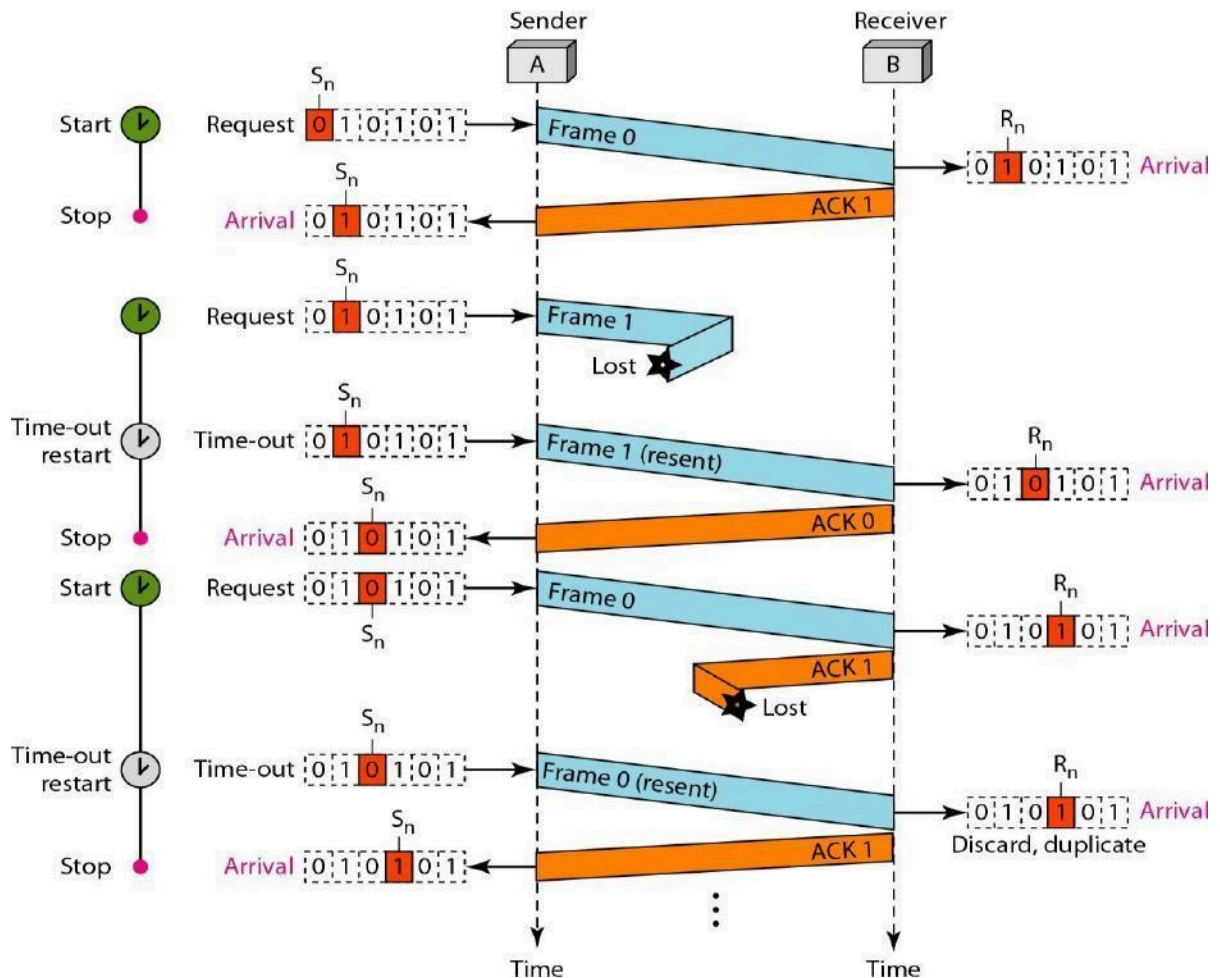 Sender Receiver
A B
Sn
Start Request 0 1 0 1 0 1 Frame 0
Rn
0 1 0 1 0 1 Arrival
Sn
Stop Arrival 0 1 0 1 0 1 ACK 1
Sn
Request 0 1 0 1 0 1 Frame 1
Lost
Sn
Time-out
restart
Time-out 0 1 0 1 0 1 Frame 1 (resent)
Rn
0 1 0 1 0 1 Arrival
Sn
Stop Arrival 0 1 0 1 0 1 ACK 0
Start Request 0 1 0 1 0 1 Frame 0
Sn
Rn
0 1 0 1 0 1 Arrival
ACK 1
Lost
Sn
Time-out
restart
Time-out 0 1 0 1 0 1 Frame 0 (resent)
Rn
0 1 0 1 0 1 Arrival
Discard, duplicate
Sn
Stop Arrival 0 1 0 1 0 1 ACK 1
Time Time